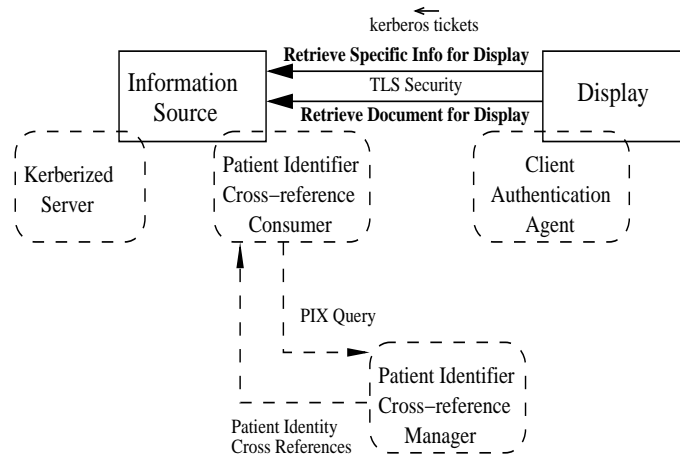 kerberos tickets
Retrieve Specific Info for Display
TLS Security
Retrieve Document for Display
Information
Source
Display
Kerberized
Server
Patient Identifier
Cross−reference
Consumer
Client
Authentication
Agent
PIX Query
Patient Identifier
Cross−reference
Manager
Patient Identity
Cross References